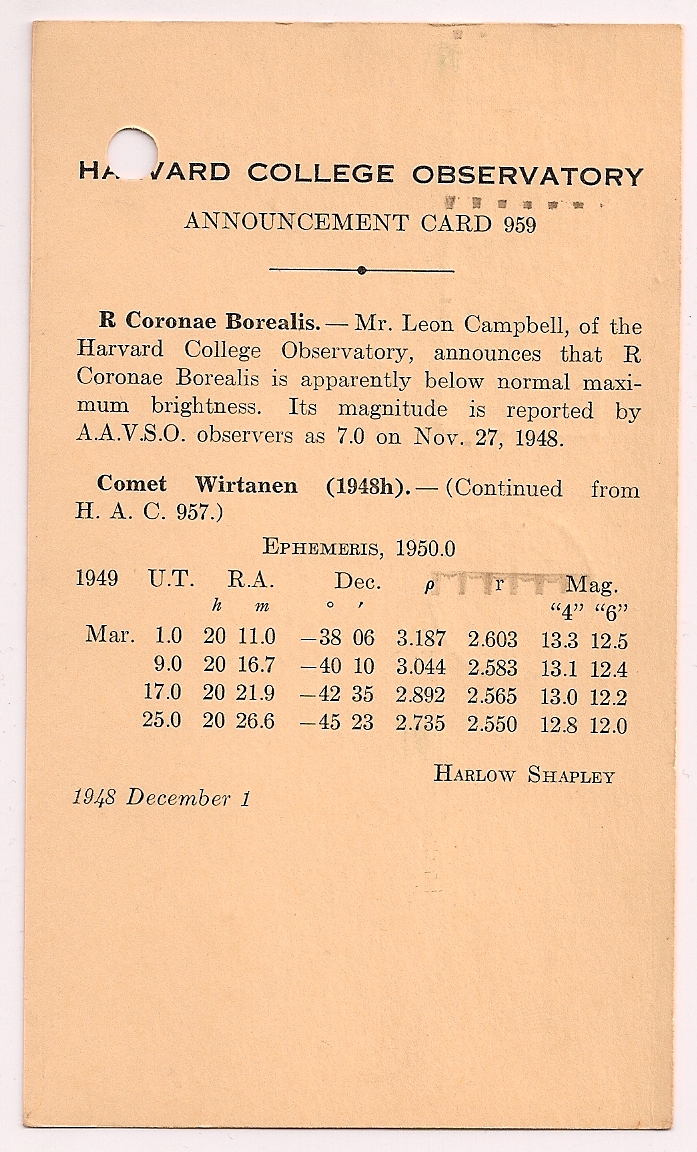 HARVARD COLLEGE OBSERVATORY
ANNOUNCEMENT CARD 959
R Coronae Borealis. — Mr. Leon Campbell, of the
Harvard College Observatory, announces that R
Coronae Borealis is apparently below normal maxi-
mum brightness. Its magnitude is reported by
A.A.V.S.O. observers as 7.0 on Nov. 27, 1948.
Comet Wirtanen (1948h). — (Continued from
H. A. C. 957.)
EPHEMERIS, 1950.0
1949 U.T. R.A. Dec. ρ r Mag.
h m ° ′ “4” “6”
Mar. 1.0 20 11.0 –38 06 3.187 2.603 13.3 12.5
9.0 20 16.7 –40 10 3.044 2.583 13.1 12.4
17.0 20 21.9 –42 35 2.892 2.565 13.0 12.2
25.0 20 26.6 –45 23 2.735 2.550 12.8 12.0
HARLOW SHAPLEY
1948 December 1